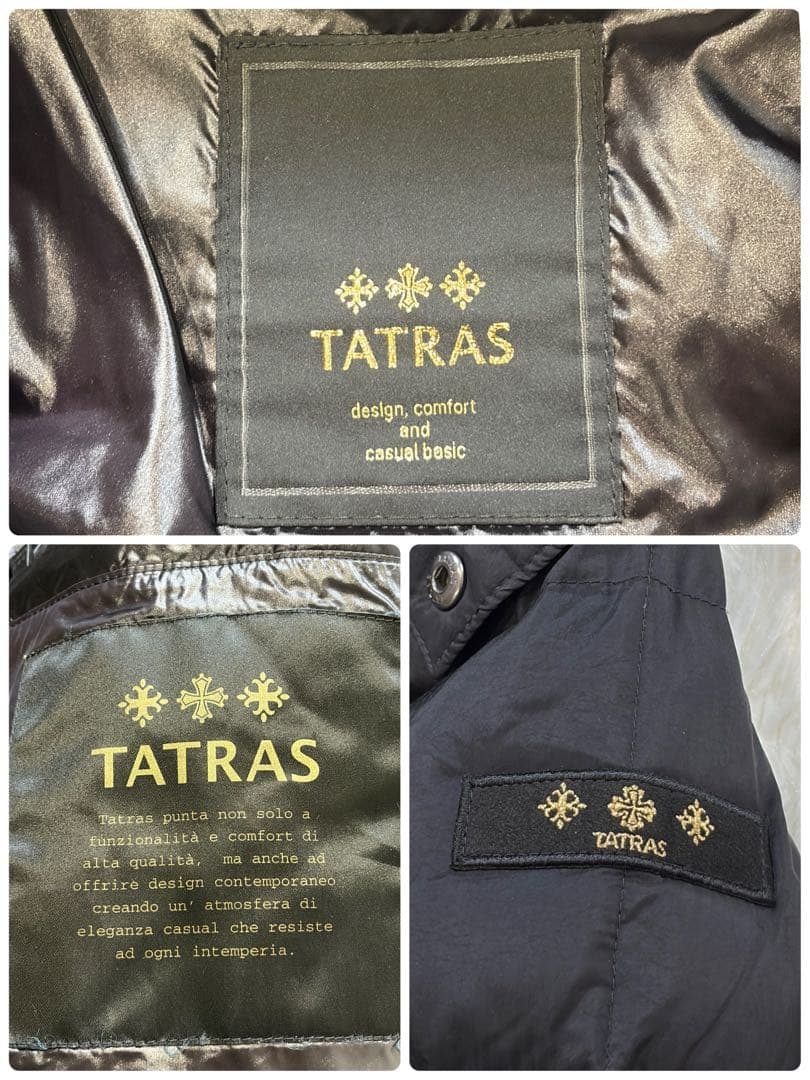 TATRAS
design, comfort
and
casual basic
TATRAS
Tatras punta non solo a
funzionalità e comfort di
alta qualità, ma anche ad
offrire design contemporaneo
creando un' atmosfera di
eleganza casual che resiste
ad ogni intemperia.
TATRAS